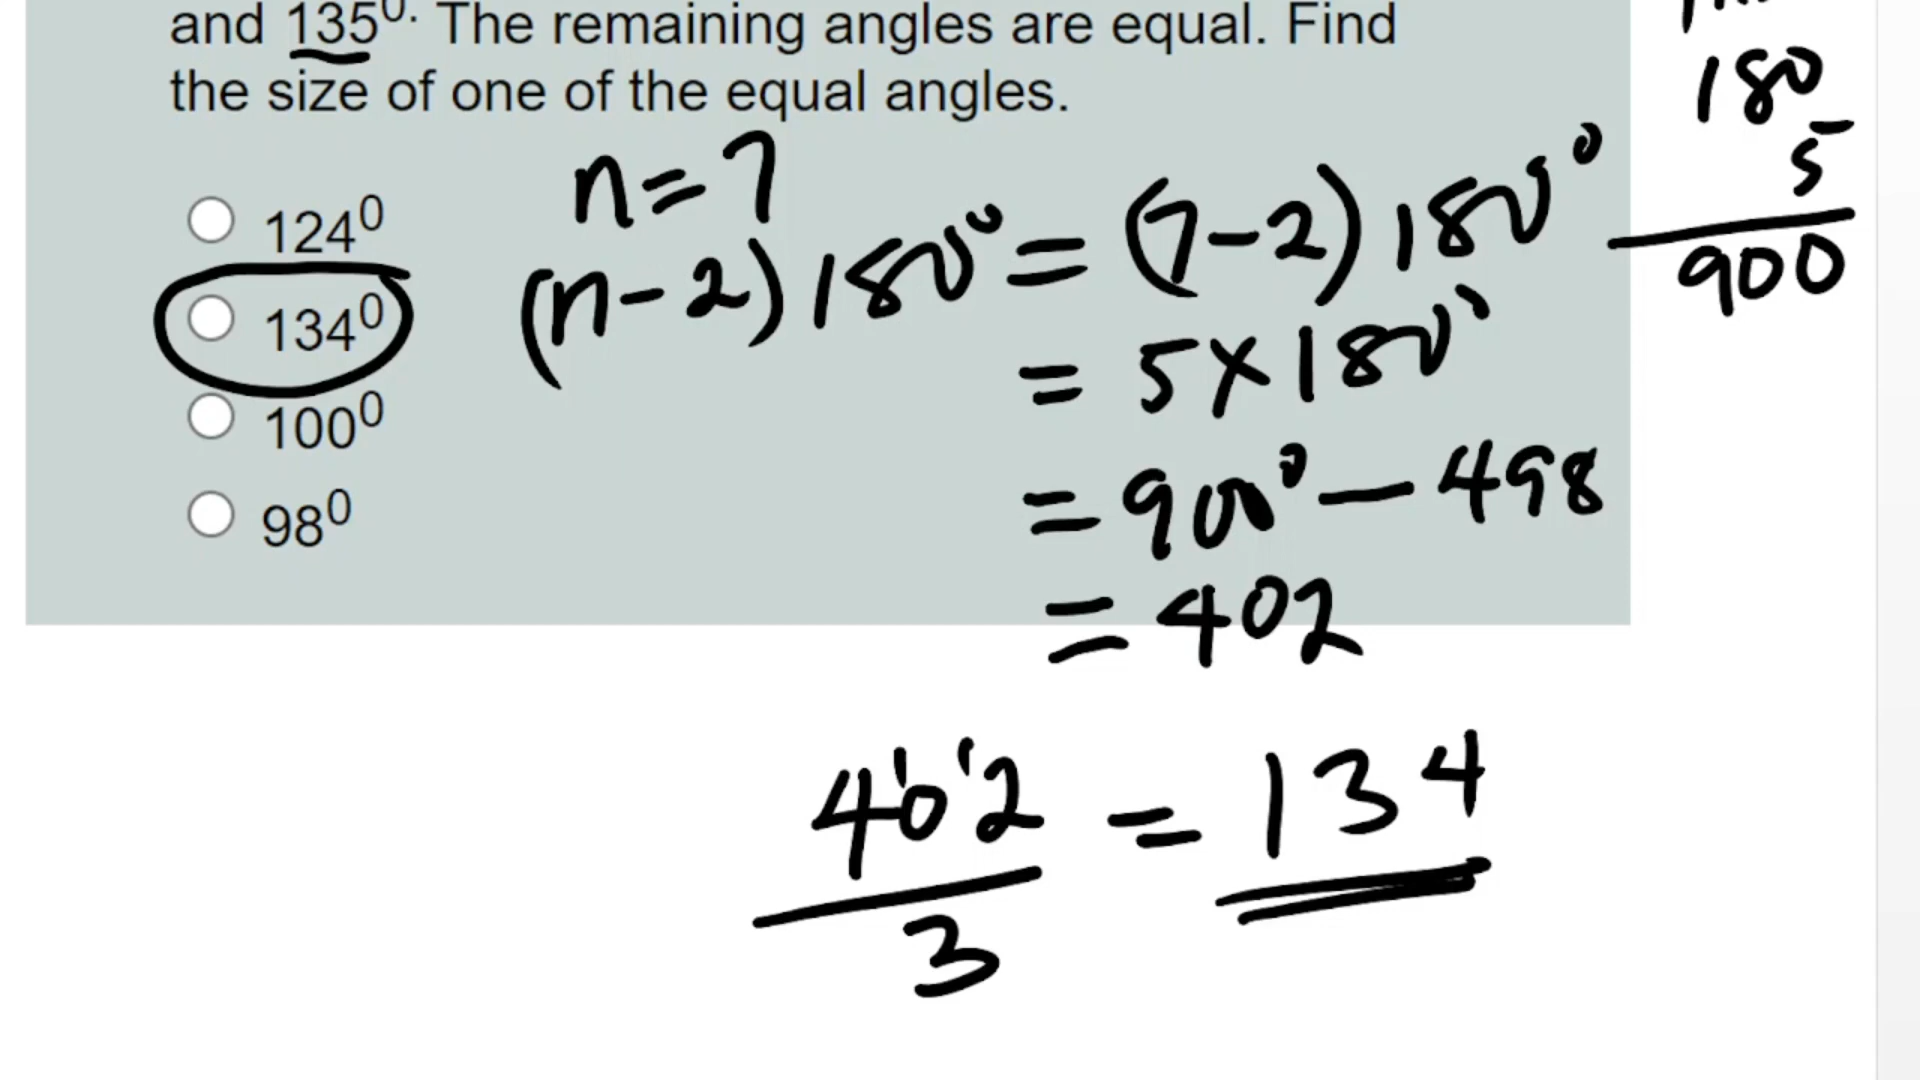 and 135⁰. The remaining angles are equal. Find
the size of one of the equal angles.
180
5
900
n=7
124⁰
(n-2)180° = (7-2)180°
134⁰
= 5×180°
100⁰
= 900° - 498
98⁰
= 402
402 = 134
3